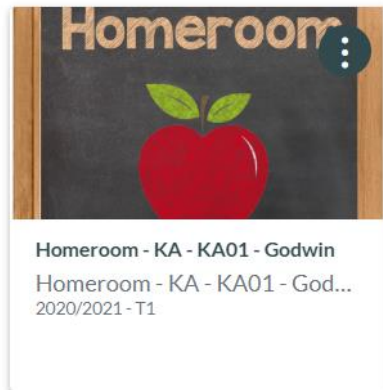 Homeroom
Homeroom - KA - KA01 - Godwin
Homeroom - KA - KA01 - God...
2020/2021 - T1